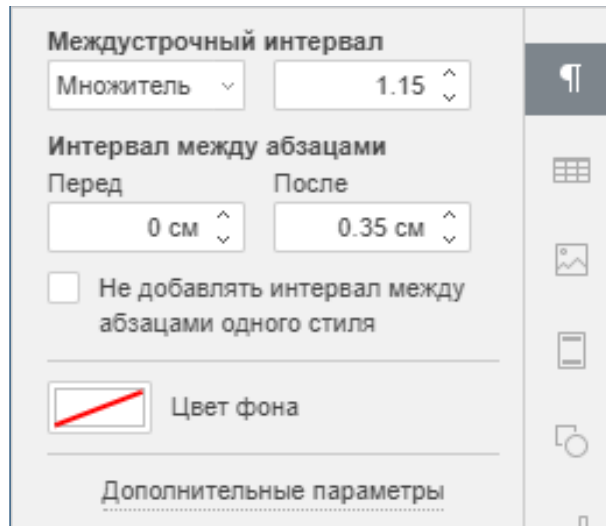 Междустрочный интервал
Множитель 1.15
Интервал между абзацами
Перед После
0 см 0.35 см
Не добавлять интервал между
абзацами одного стиля
Цвет фона
Дополнительные параметры